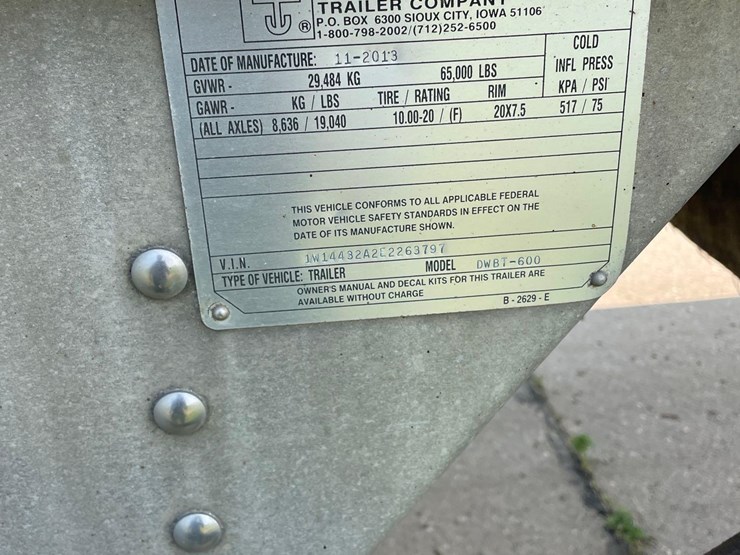 TRAILER COMPANY
® P.O. BOX 6300 SIOUX CITY, IOWA 51106
1-800-798-2002/(712)252-6500
DATE OF MANUFACTURE: 11-2013
COLD
INFL PRESS
KPA / PSI
GVWR - 29,484 KG 65,000 LBS
GAWR - KG / LBS TIRE / RATING RIM
(ALL AXLES) 8,636 / 19,040 10.00-20 / (F) 20X7.5 517 / 75
THIS VEHICLE CONFORMS TO ALL APPLICABLE FEDERAL
MOTOR VEHICLE SAFETY STANDARDS IN EFFECT ON THE
DATE OF ITS MANUFACTURE SHOWN.
V.I.N.
TYPE OF VEHICLE: TRAILER MODEL DWBT-600
OWNER'S MANUAL AND DECAL KITS FOR THIS TRAILER ARE
AVAILABLE WITHOUT CHARGE
B - 2629 - E